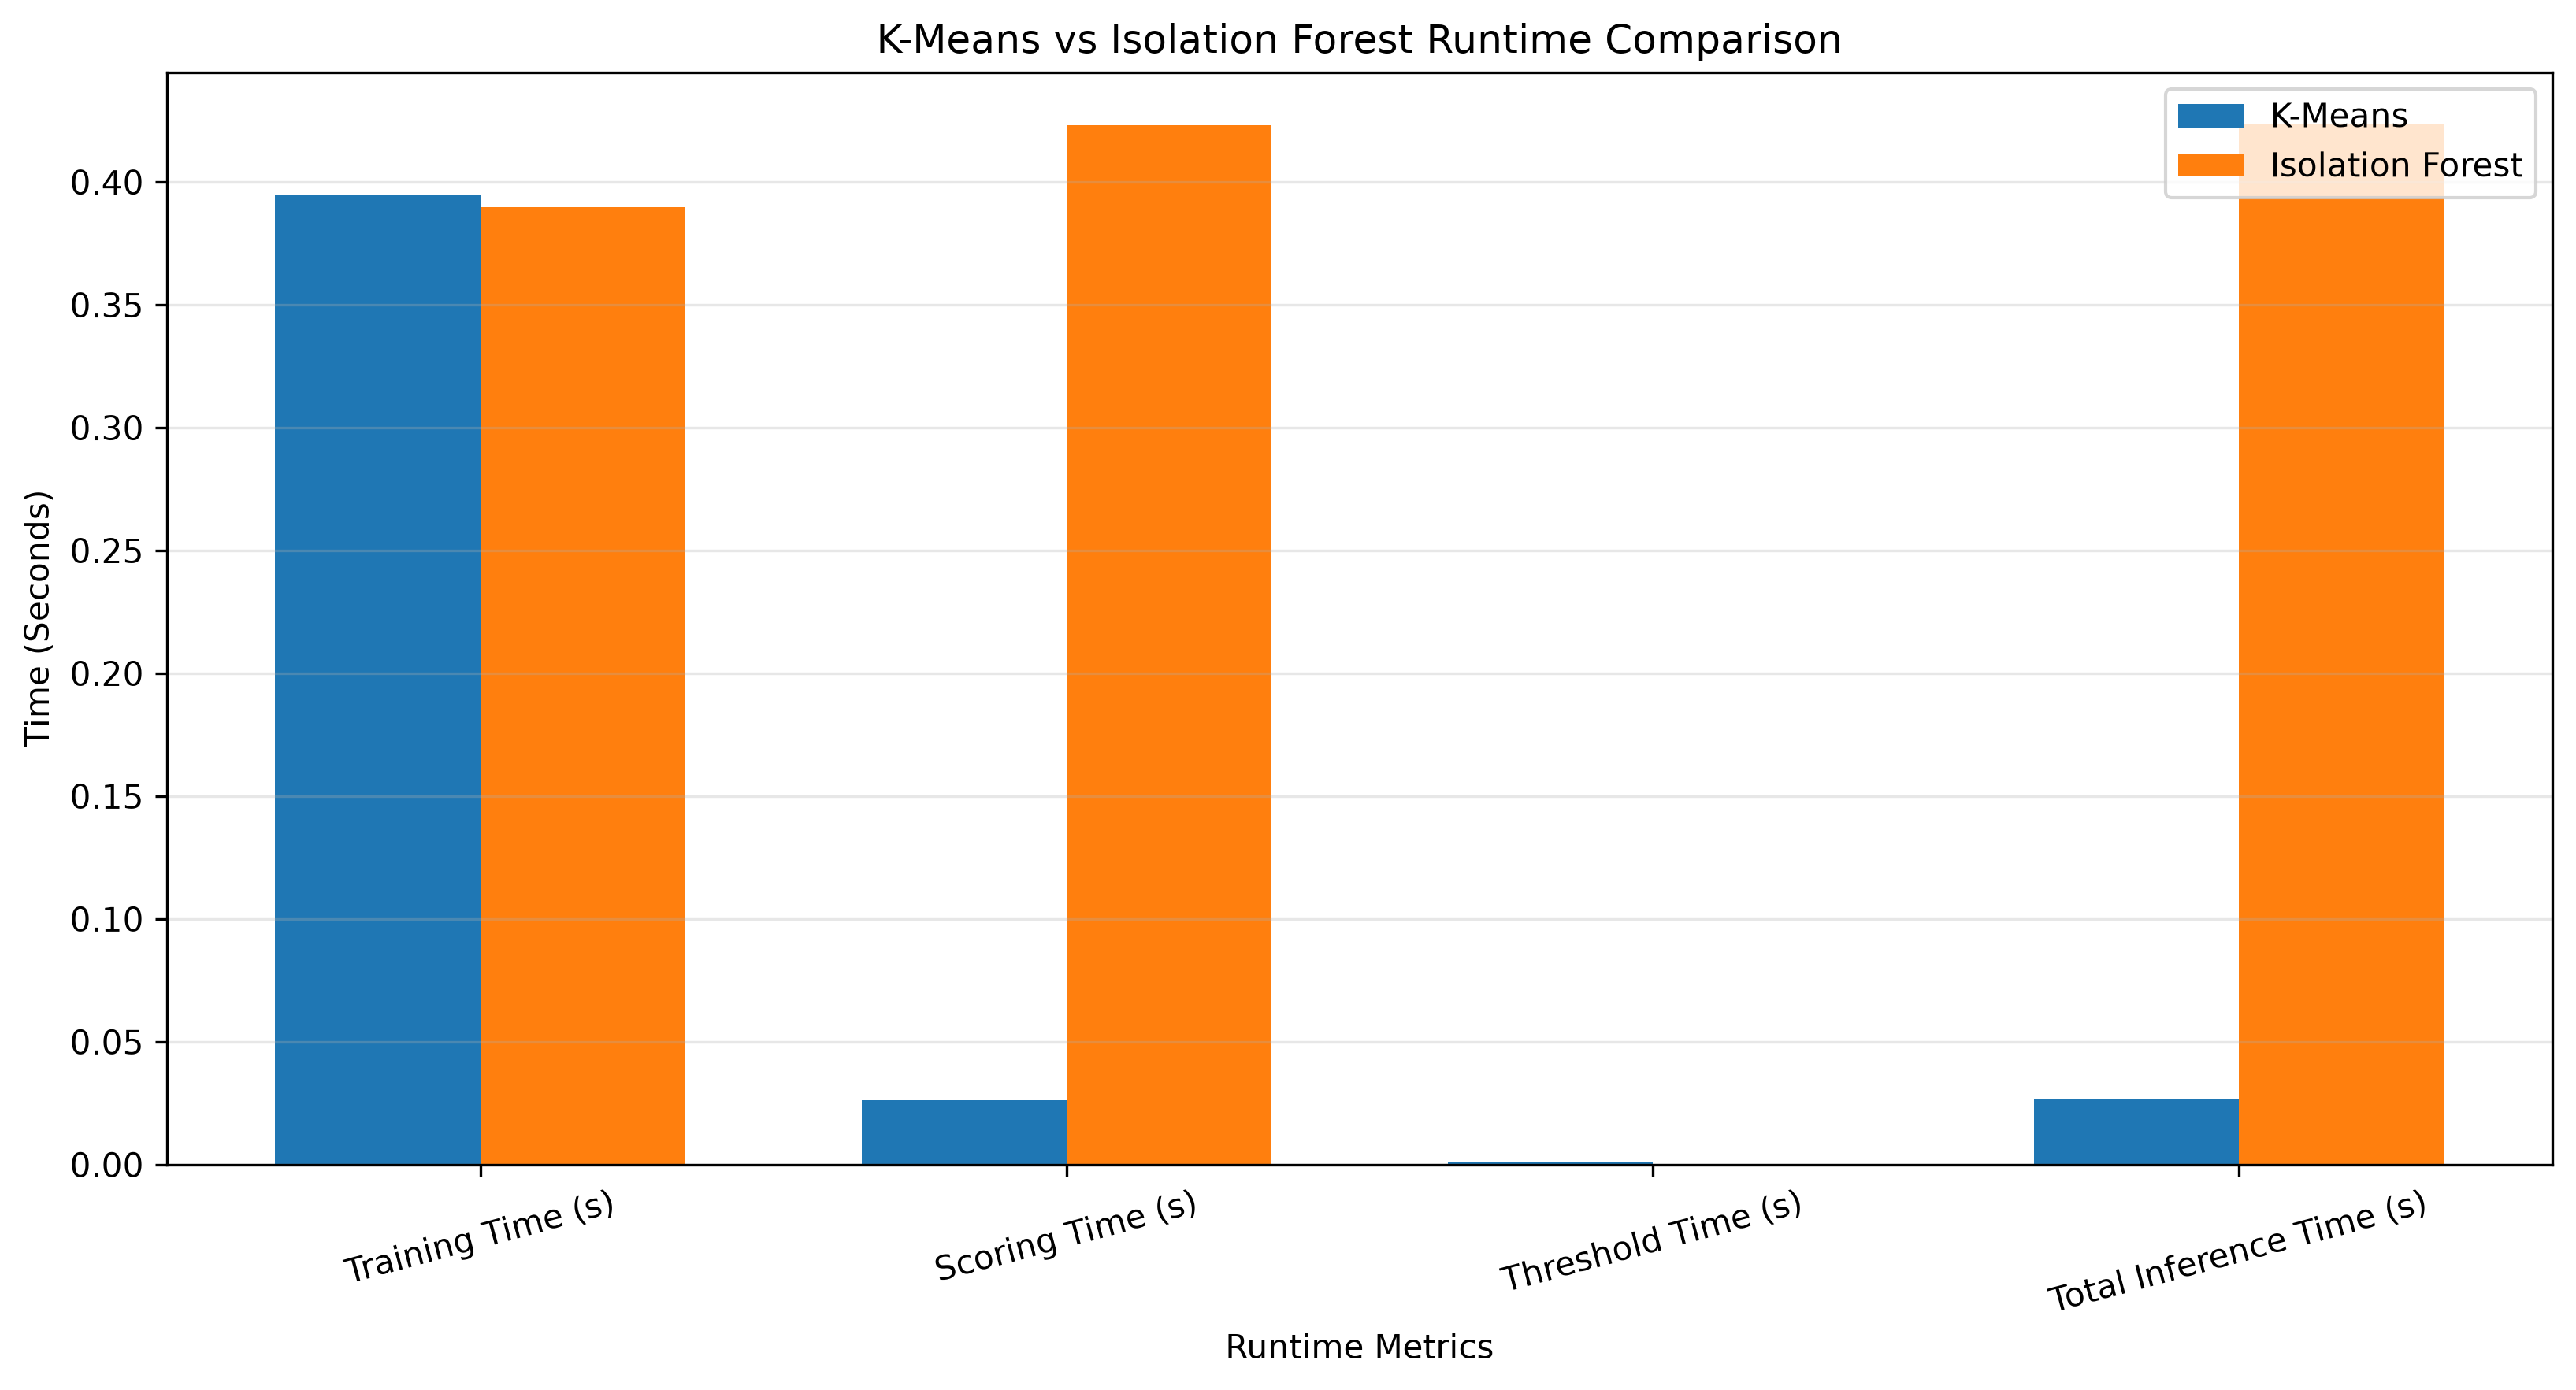 K-Means vs Isolation Forest Runtime Comparison
K-Means
Isolation Forest
Time (Seconds)
0.40
0.35
0.30
0.25
0.20
0.15
0.10
0.05
0.00
Training Time (s)
Scoring Time (s)
Threshold Time (s)
Total Inference Time (s)
Runtime Metrics